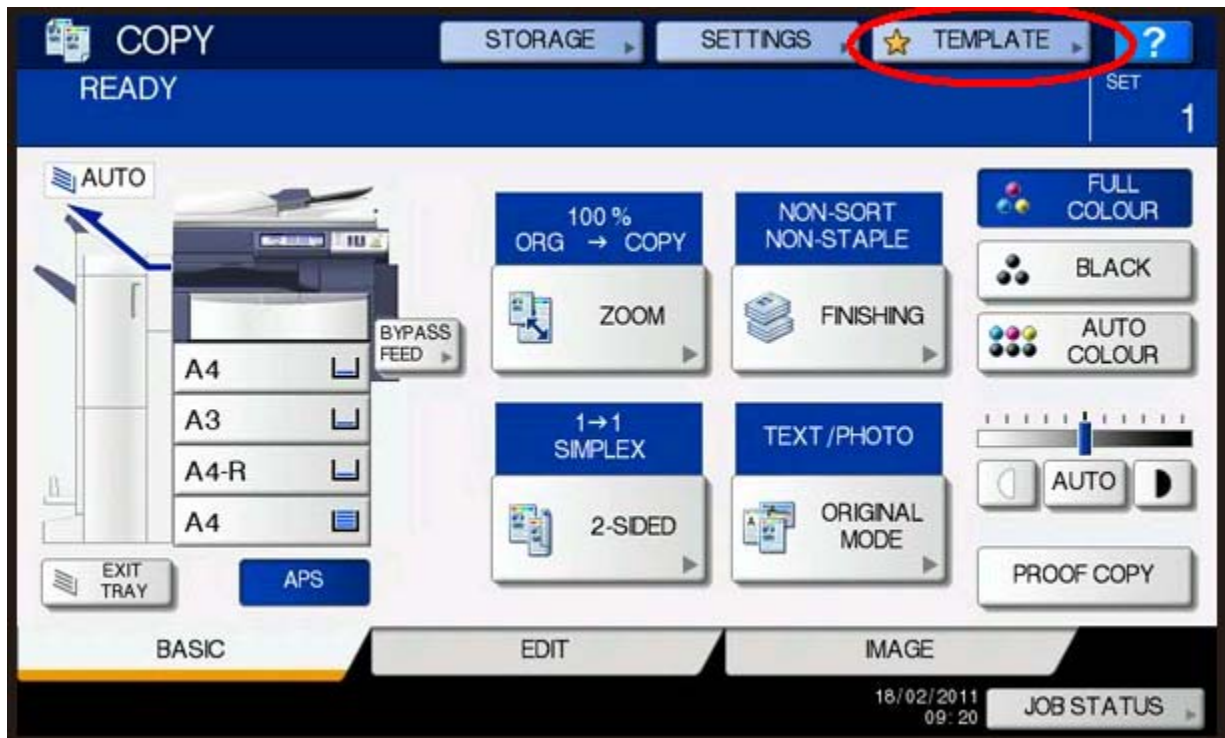 COPY
STORAGE
SETTINGS
TEMPLATE
?
READY
SET
1
AUTO
BYPASS
FEED
A4
A3
A4-R
A4
EXIT
TRAY
APS
100 %
ORG → COPY
ZOOM
NON-SORT
NON-STAPLE
FINISHING
1→1
SIMPLEX
2-SIDED
TEXT/PHOTO
ORIGINAL
MODE
FULL
COLOUR
BLACK
AUTO
COLOUR
AUTO
PROOF COPY
BASIC
EDIT
IMAGE
18/02/2011
09:20
JOB STATUS